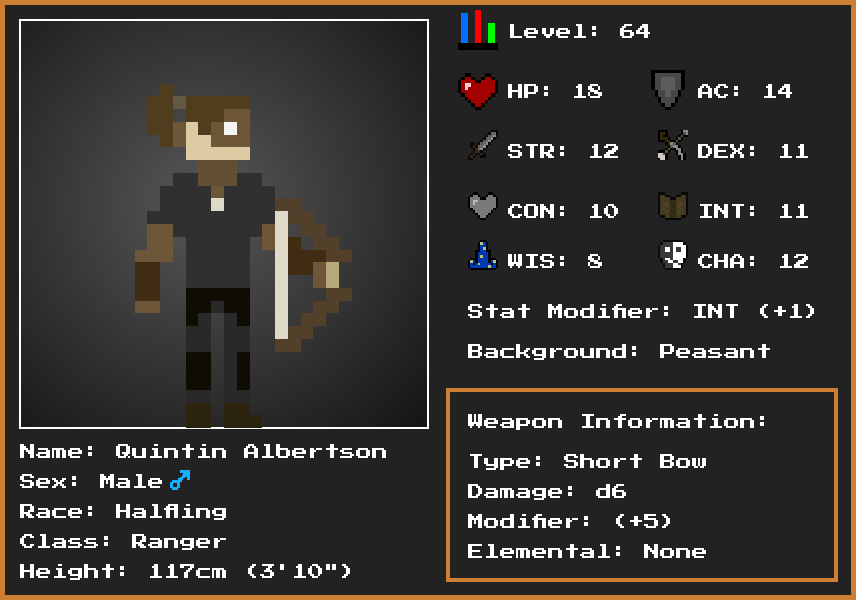 Level: 64
HP: 18
AC: 14
STR: 12
DEX: 11
CON: 10
INT: 11
WIS: 8
CHA: 12
Stat Modifier: INT (+1)
Background: Peasant
Weapon Information:
Type: Short Bow
Damage: d6
Modifier: (+5)
Elemental: None
Name: Quintin Albertson
Sex: Male♂
Race: Halfling
Class: Ranger
Height: 117cm (3'10")